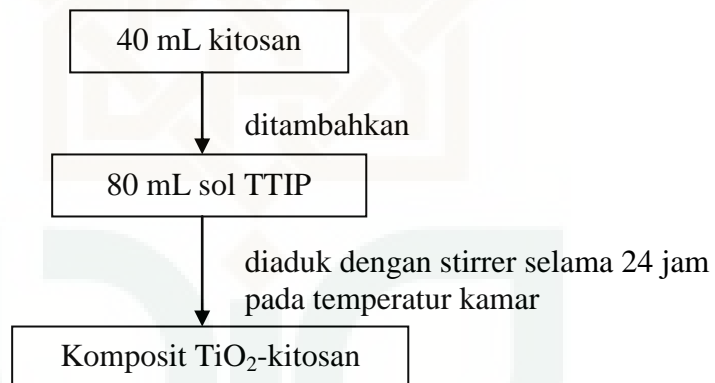 40 mL kitosan
ditambahkan
80 mL sol TTIP
diaduk dengan stirrer selama 24 jam
pada temperatur kamar
Komposit TiO₂-kitosan